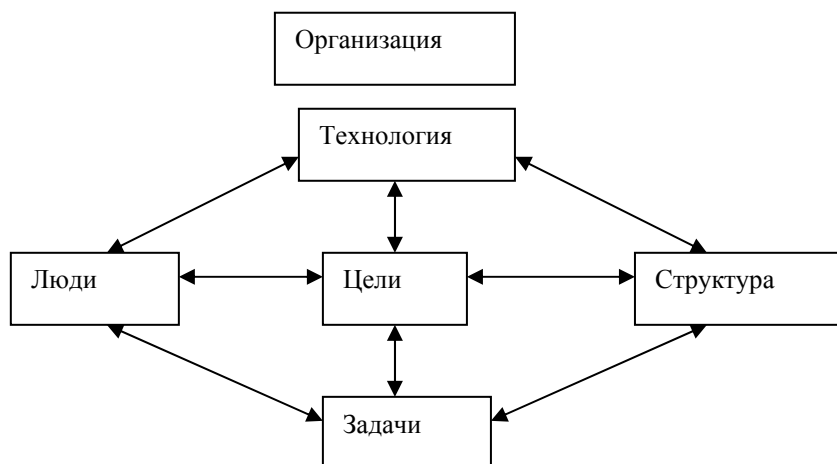 Организация
Технология
Люди
Цели
Структура
Задачи